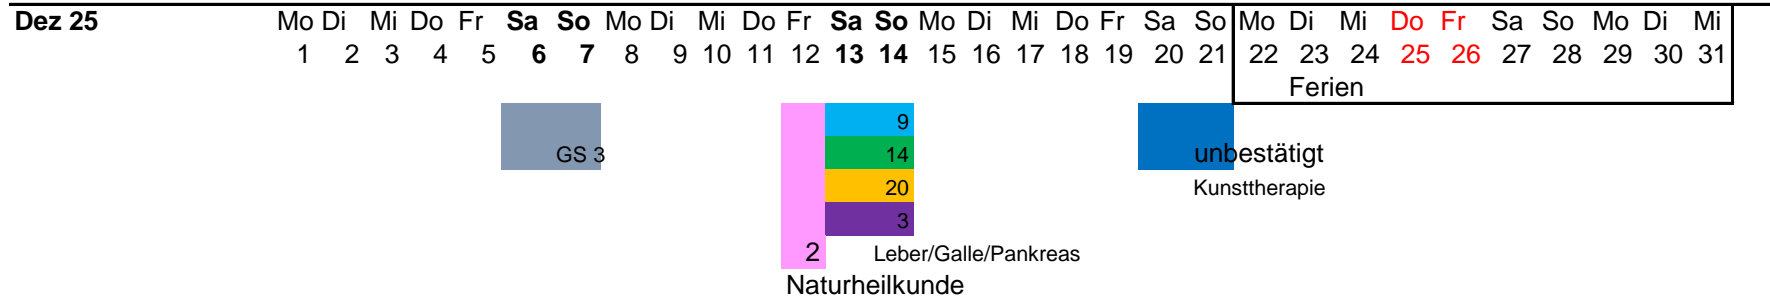 Dez 25 Mo Di Mi Do Fr Sa So Mo Di Mi Do Fr Sa So Mo Di Mi Do Fr Sa So Mo Di Mi Do Fr Sa So Mo Di Mi
1 2 3 4 5 6 7 8 9 10 11 12 13 14 15 16 17 18 19 20 21 22 23 24 25 26 27 28 29 30 31
Ferien
9
GS 3 14 unbestätigt
20 Kunsttherapie
3
2 Leber/Galle/Pankreas
Naturheilkunde